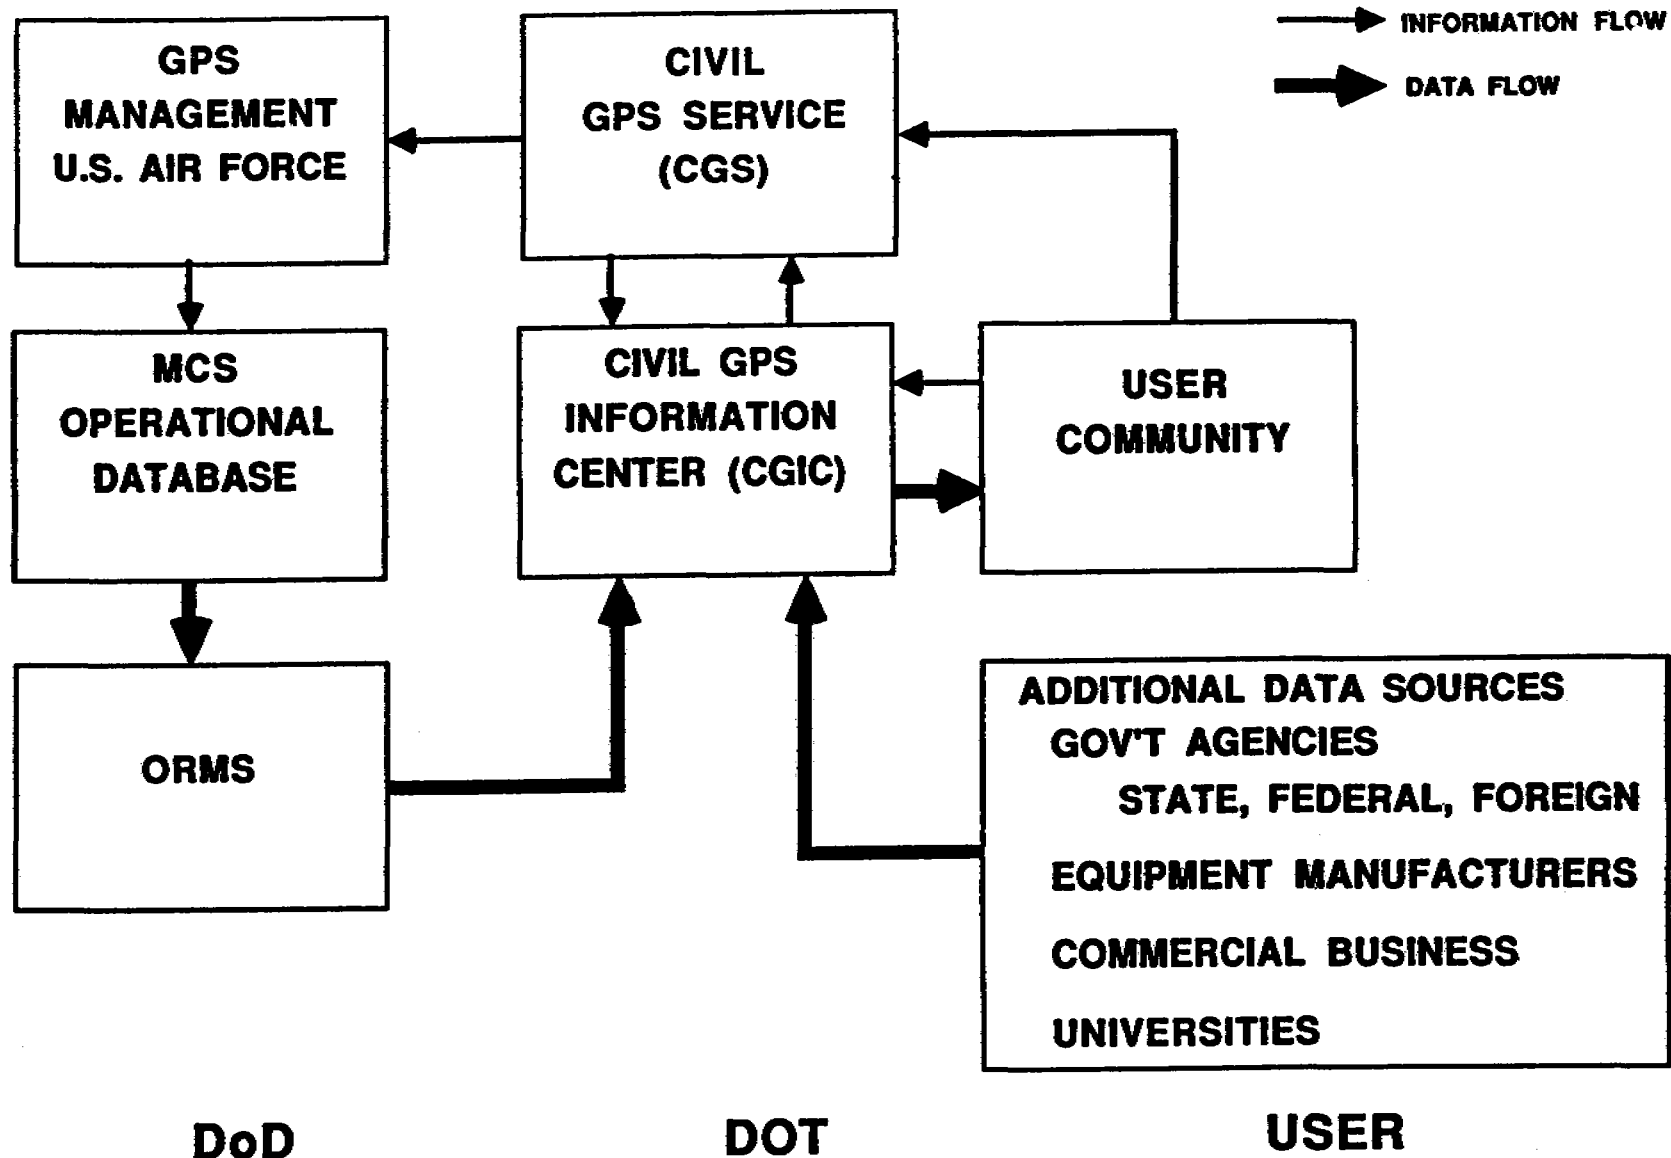 INFORMATION FLOW
DATA FLOW
GPS
MANAGEMENT
U.S. AIR FORCE
CIVIL
GPS SERVICE
(CGS)
MCS
OPERATIONAL
DATABASE
CIVIL GPS
INFORMATION
CENTER (CGIC)
USER
COMMUNITY
ORMS
ADDITIONAL DATA SOURCES
GOV'T AGENCIES
STATE, FEDERAL, FOREIGN
EQUIPMENT MANUFACTURERS
COMMERCIAL BUSINESS
UNIVERSITIES
DoD
DOT
USER